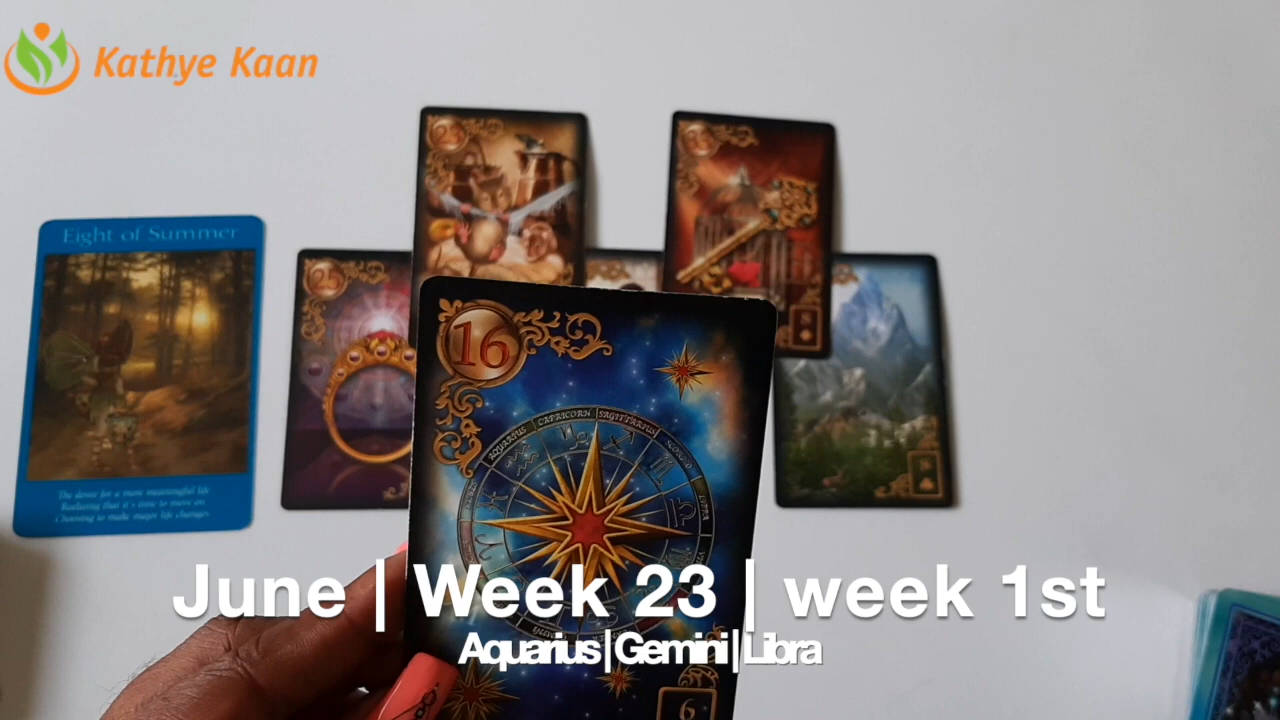 Kathye Kaan
Eight of Summer
The desire for a more meaningful life
Realizing that it's time to move on
Choosing to make major life changes.
25
16
CAPRICORN
SAGITTARIUS
AQUARIUS
SCORPIO
LIBRA
6
June | Week 23 | week 1st
Aquarius | Gemini | Libra